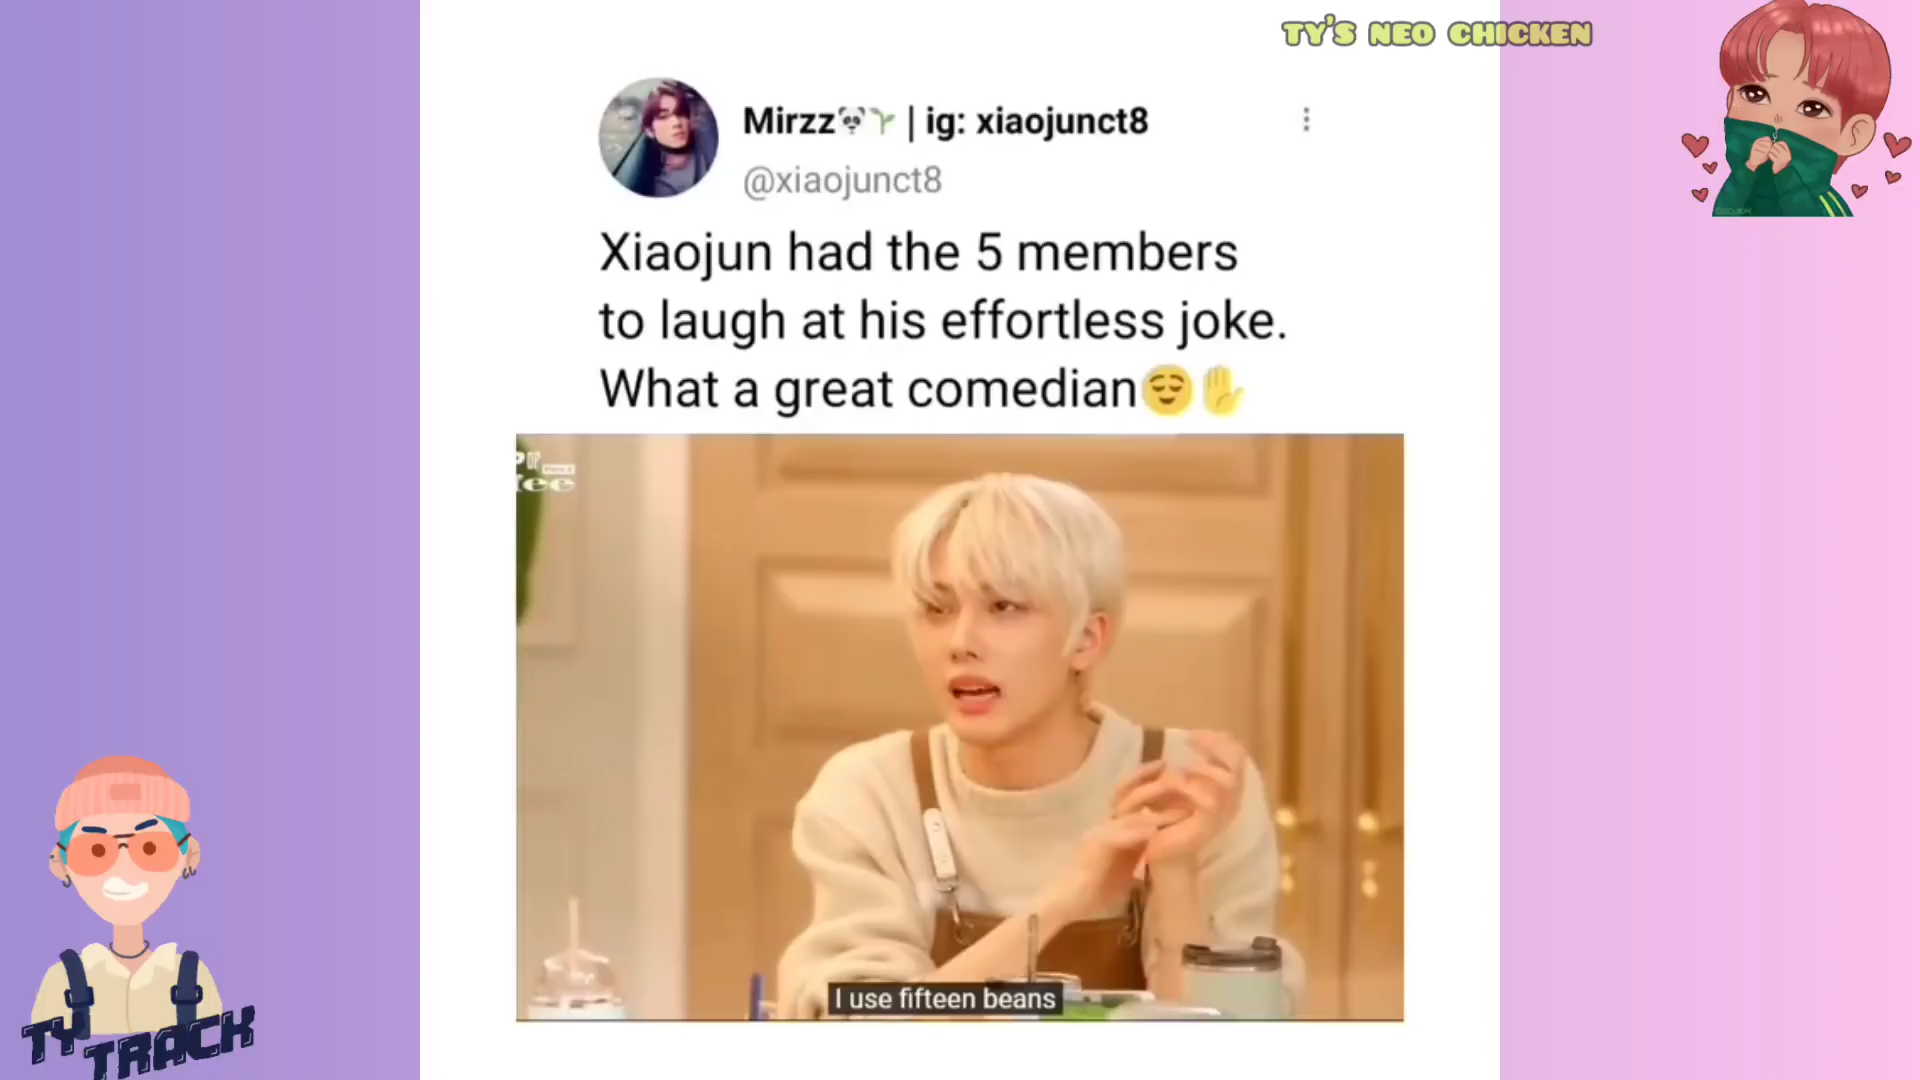 TY'S NEO CHICKEN
Mirzz🐼🌱 | ig: xiaojunct8
@xiaojunct8
Xiaojun had the 5 members
to laugh at his effortless joke.
What a great comedian😌✋
I use fifteen beans
TY
TRACK